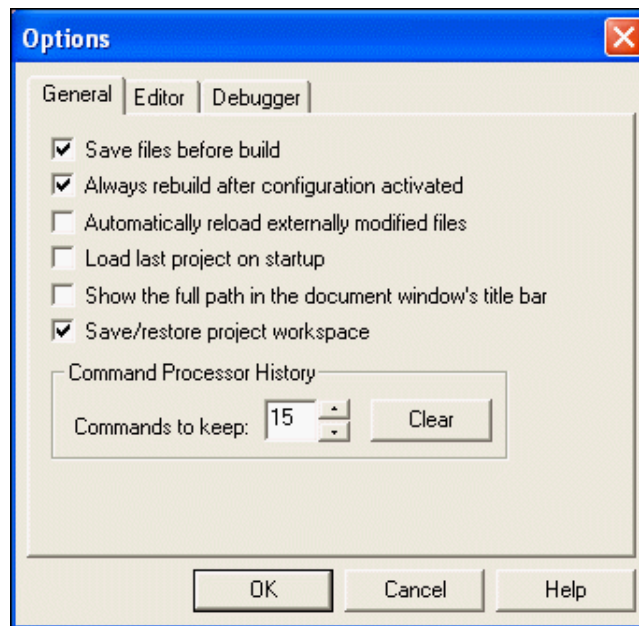 Options
General Editor Debugger
Save files before build
Always rebuild after configuration activated
Automatically reload externally modified files
Load last project on startup
Show the full path in the document window's title bar
Save/restore project workspace
Command Processor History
Commands to keep: 15 Clear
OK Cancel Help